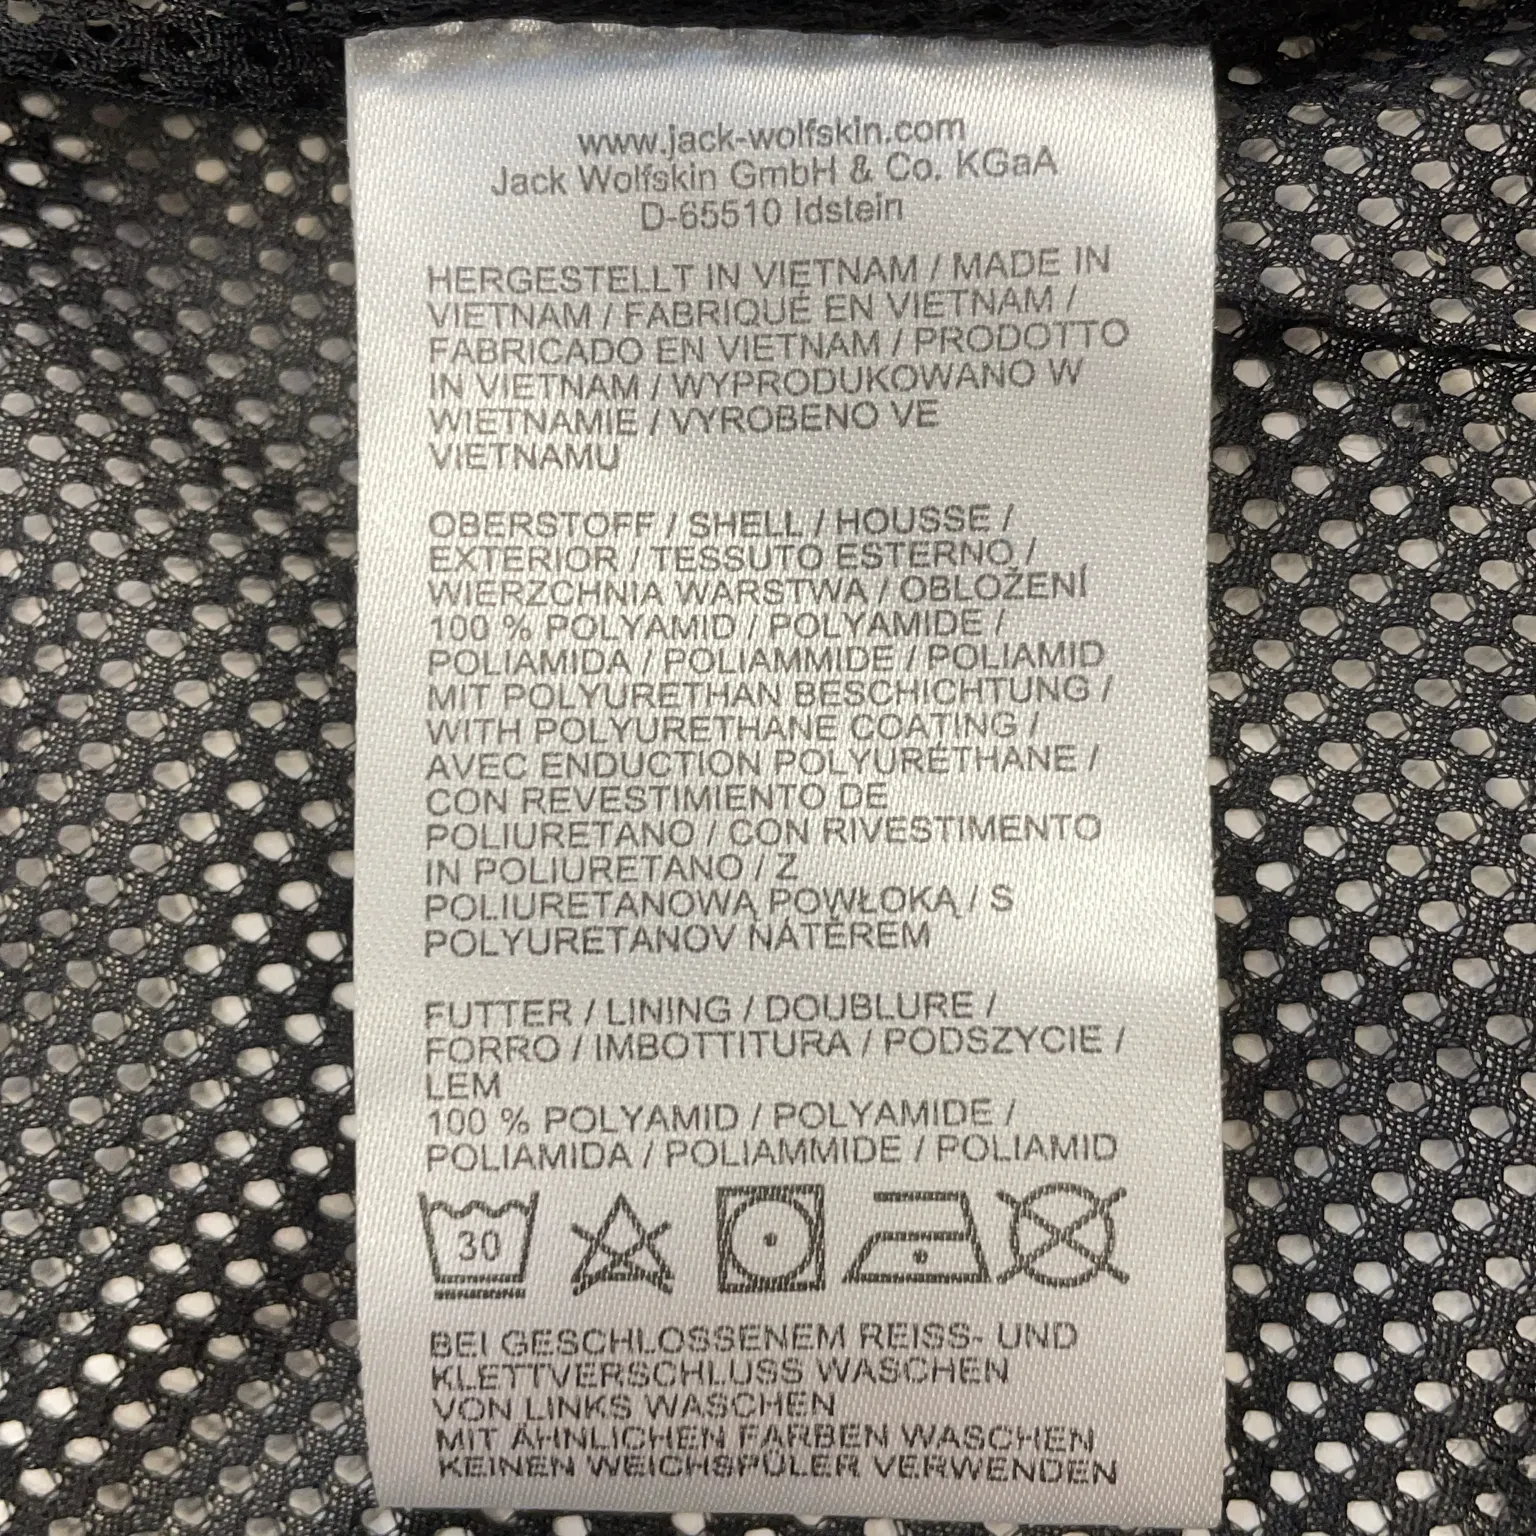 www.jack-wolfskin.com
Jack Wolfskin GmbH & Co. KGaA
D-65510 Idstein
HERGESTELLT IN VIETNAM / MADE IN
VIETNAM / FABRIQUÉ EN VIETNAM /
FABRICADO EN VIETNAM / PRODOTTO
IN VIETNAM / WYPRODUKOWANO W
WIETNAMIE / VYROBENO VE
VIETNAMU
OBERSTOFF / SHELL / HOUSSE /
EXTERIOR / TESSUTO ESTERNO /
WIERZCHNIA WARSTWA / OBLOŽENÍ
100 % POLYAMID / POLYAMIDE /
POLIAMIDA / POLIAMMIDE / POLIAMID
MIT POLYURETHAN BESCHICHTUNG /
WITH POLYURETHANE COATING /
AVEC ENDUCTION POLYURÉTHANE /
CON REVESTIMIENTO DE
POLIURETANO / CON RIVESTIMENTO
IN POLIURETANO / Z
POLIURETANOWĄ POWŁOKĄ / S
POLYURETANOV NÁTĚREM
FUTTER / LINING / DOUBLURE /
FORRO / IMBOTTITURA / PODSZYCIE /
LEM
100 % POLYAMID / POLYAMIDE /
POLIAMIDA / POLIAMMIDE / POLIAMID
30
BEI GESCHLOSSENEM REISS- UND
KLETTVERSCHLUSS WASCHEN
VON LINKS WASCHEN
MIT ÄHNLICHEN FARBEN WASCHEN
KEINEN WEICHSPÜLER VERWENDEN